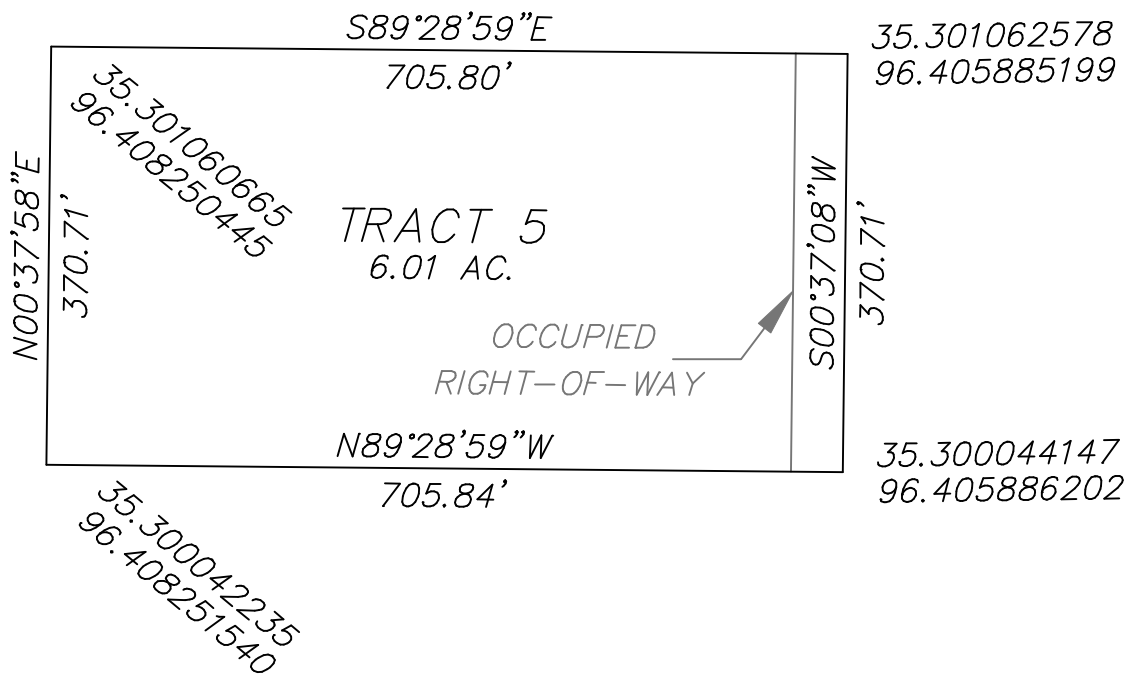 S89°28'59"E
705.80'
35.301062578
96.405885199
35.301060665
96.408250445
N00°37'58"E
370.71'
TRACT 5
6.01 AC.
S00°37'08"W
370.71'
OCCUPIED
RIGHT-OF-WAY
N89°28'59"W
705.84'
35.300044147
96.405886202
35.300042235
96.408251540